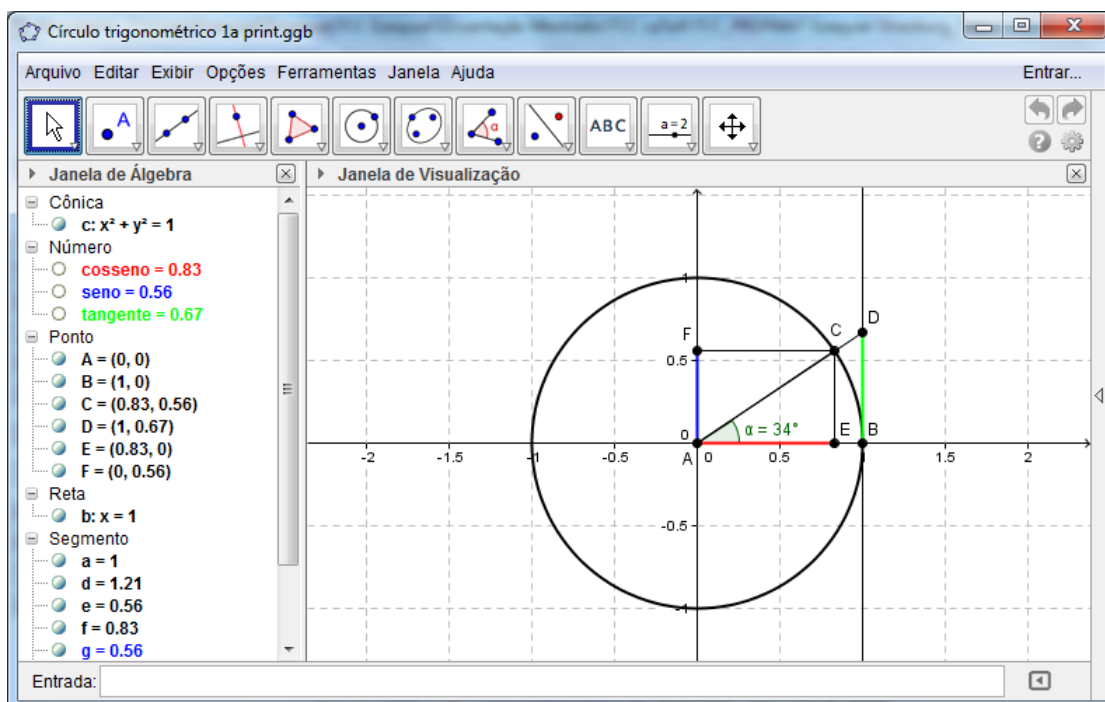 Círculo trigonométrico 1a print.ggb
Arquivo Editar Exibir Opções Ferramentas Janela Ajuda
Entrar...
A
α
ABC
a=2
Janela de Álgebra
Janela de Visualização
Cônica
c: x² + y² = 1
Número
cosseno = 0.83
seno = 0.56
tangente = 0.67
Ponto
A = (0, 0)
B = (1, 0)
C = (0.83, 0.56)
D = (1, 0.67)
E = (0.83, 0)
F = (0, 0.56)
Reta
b: x = 1
Segmento
a = 1
d = 1.21
e = 0.56
f = 0.83
g = 0.56
1
C
D
F
0.5
0
α = 34°
E
B
A
-2
-1.5
-1
-0.5
0
0.5
1
1.5
2
-0.5
-1
Entrada: